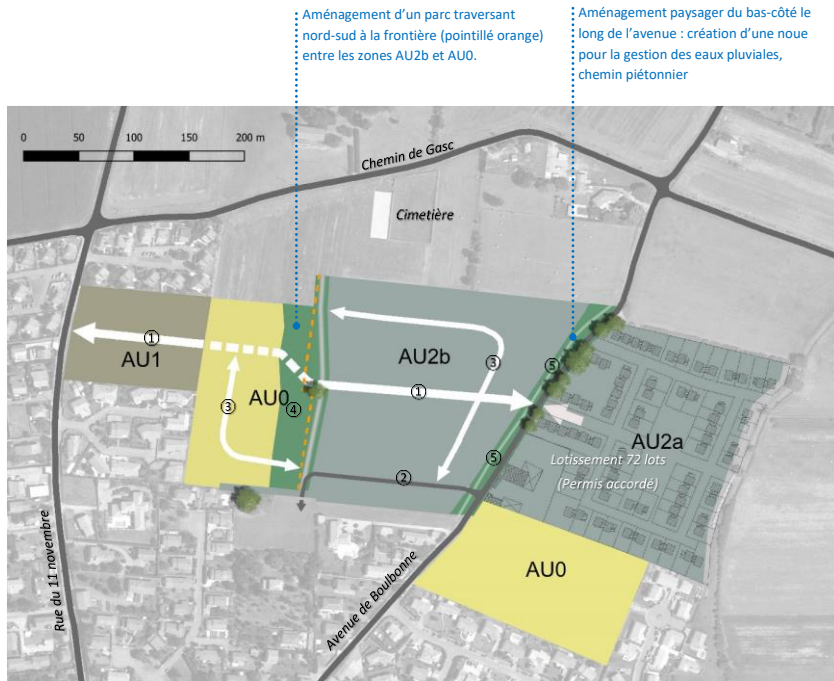 Aménagement d'un parc traversant
nord-sud à la frontière (pointillé orange)
entre les zones AU2b et AU0.
Aménagement paysager du bas-côté le
long de l'avenue : création d'une noue
pour la gestion des eaux pluviales,
chemin piétonnier
0 50 100 150 200 m
Chemin de Gasc
Cimetière
①
AU1
AU2b
③
⑤
①
③
AU0
④
AU2a
Lotissement 72 lots
(Permis accordé)
⑤
②
AU0
Rue du 11 novembre
Avenue de Boulbonne